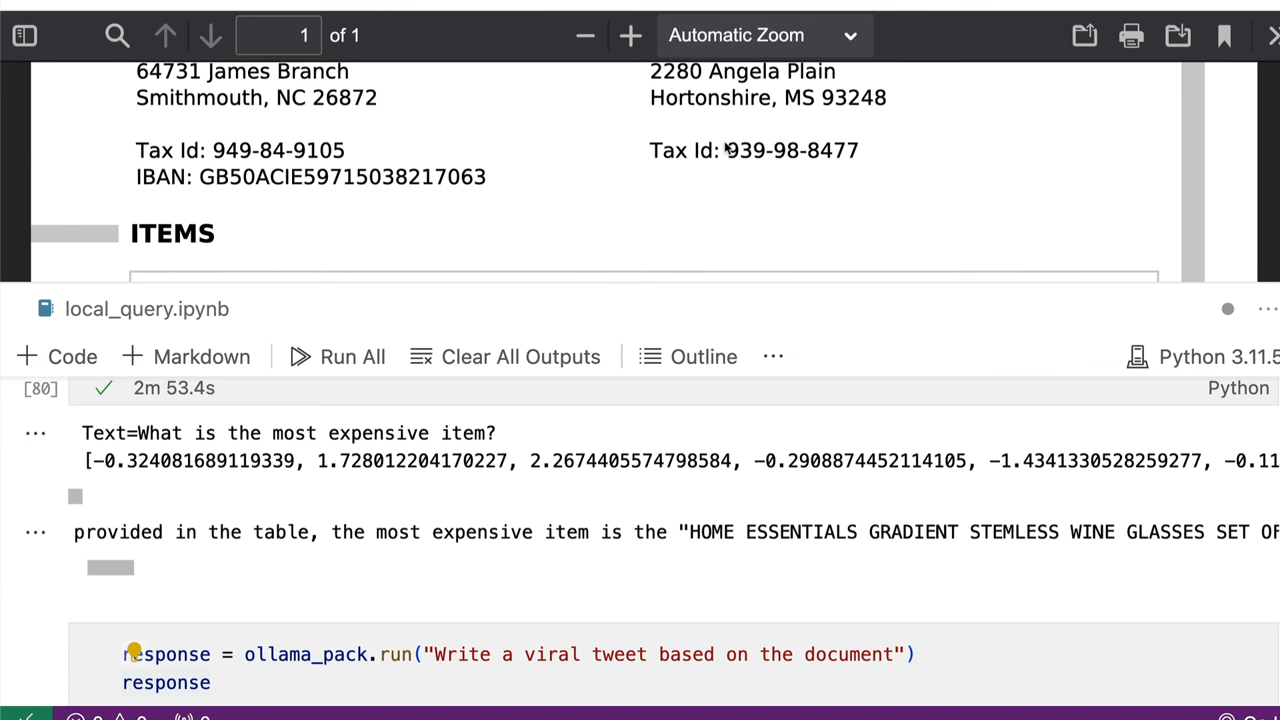 1 of 1 Automatic Zoom
64731 James Branch 2280 Angela Plain
Smithmouth, NC 26872 Hortonshire, MS 93248
Tax Id: 949-84-9105 Tax Id: 939-98-8477
IBAN: GB50ACIE59715038217063
ITEMS
local_query.ipynb ...
+ Code + Markdown Run All Clear All Outputs Outline ... Python 3.11.5
[80] 2m 53.4s Python
... Text=What is the most expensive item?
[-0.324081689119339, 1.728012204170227, 2.2674405574798584, -0.2908874452114105, -1.4341330528259277, -0.11
... provided in the table, the most expensive item is the "HOME ESSENTIALS GRADIENT STEMLESS WINE GLASSES SET OF
response = ollama_pack.run("Write a viral tweet based on the document")
response